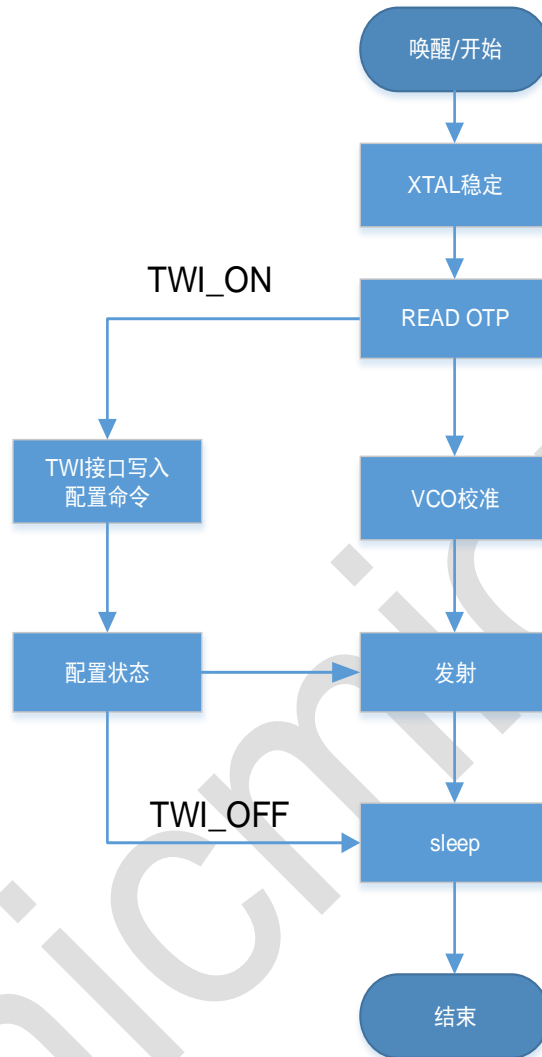 唤醒/开始
XTAL稳定
TWI_ON
READ OTP
TWI接口写入
配置命令
VCO校准
配置状态
发射
TWI_OFF
sleep
结束